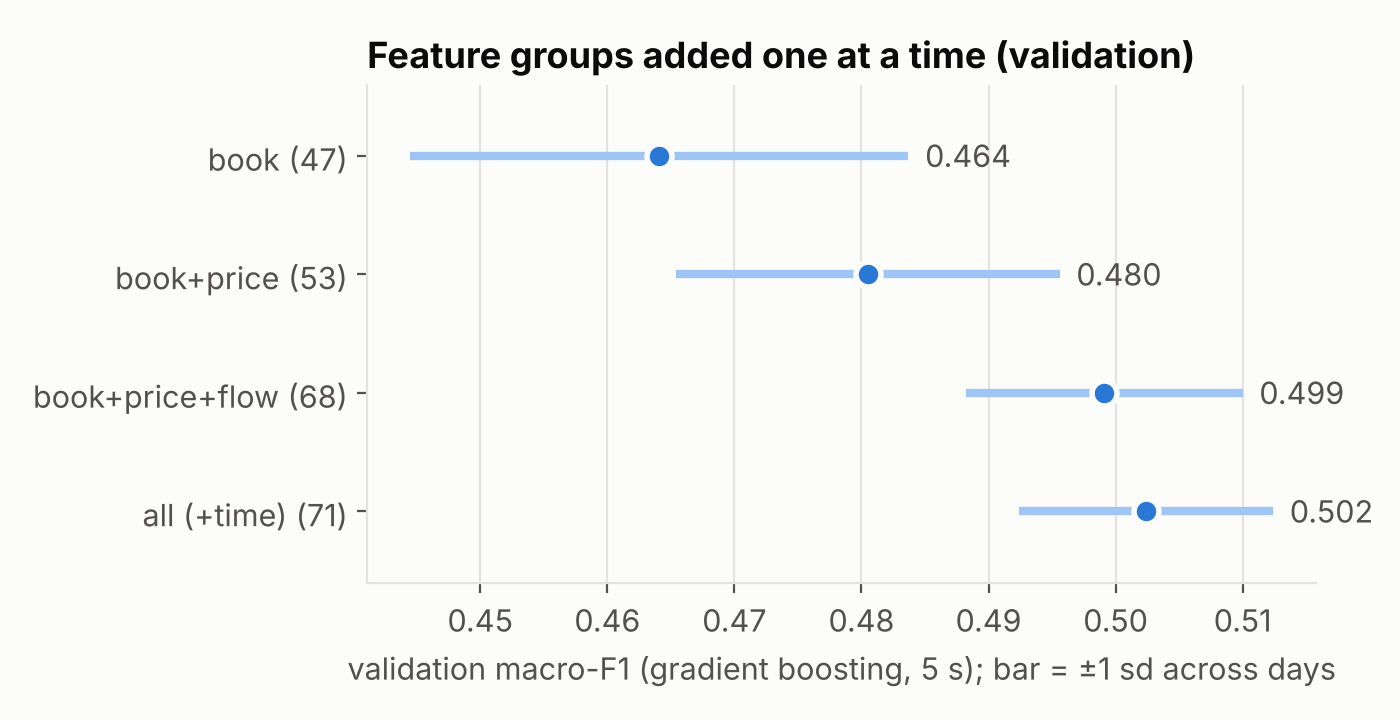 Feature groups added one at a time (validation)
book (47)
0.464
book+price (53)
0.480
book+price+flow (68)
0.499
all (+time) (71)
0.502
0.45 0.46 0.47 0.48 0.49 0.50 0.51
validation macro-F1 (gradient boosting, 5 s); bar = ±1 sd across days